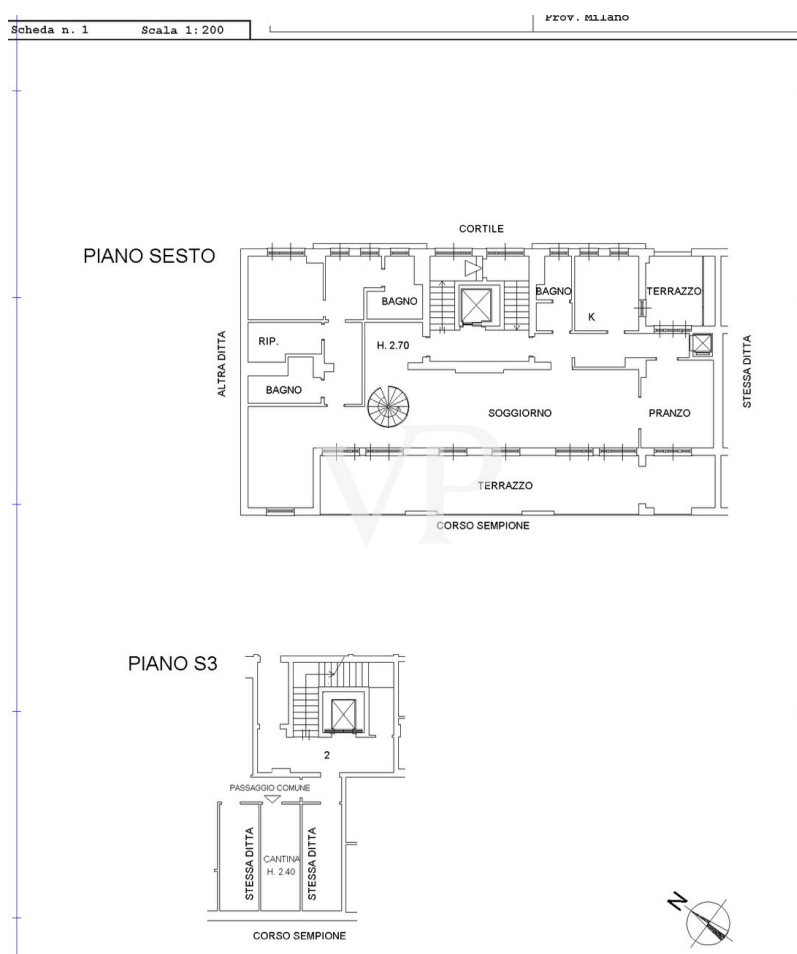 Prov. Milano
Scheda n. 1 Scala 1:200
CORTILE
PIANO SESTO
BAGNO
BAGNO
TERRAZZO
K
RIP.
H. 2.70
ALTRA DITTA
STESSA DITTA
BAGNO
SOGGIORNO
PRANZO
VP
TERRAZZO
CORSO SEMPIONE
PIANO S3
2
PASSAGGIO COMUNE
STESSA DITTA
CANTINA
H. 2.40
STESSA DITTA
CORSO SEMPIONE
N